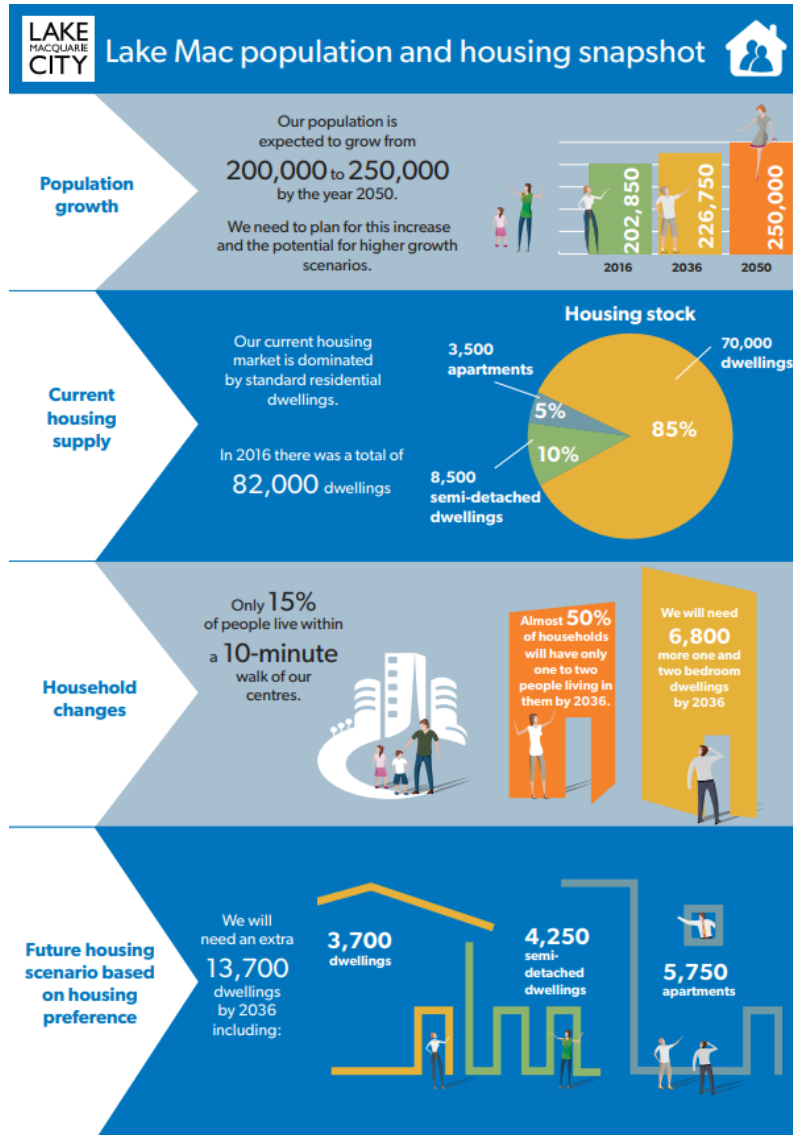 LAKE
MACQUARIE
CITY
Lake Mac population and housing snapshot
Population
growth
Our population is
expected to grow from
200,000 to 250,000
by the year 2050.
We need to plan for this increase
and the potential for higher growth
scenarios.
202,850
226,750
250,000
2016
2036
2050
Current
housing
supply
Our current housing
market is dominated
by standard residential
dwellings.
In 2016 there was a total of
82,000 dwellings
Housing stock
3,500
apartments
70,000
dwellings
5%
85%
10%
8,500
semi-detached
dwellings
Household
changes
Only 15%
of people live within
a 10-minute
walk of our
centres.
Almost 50%
of households
will have only
one to two
people living in
them by 2036.
We will need
6,800
more one and
two bedroom
dwellings
by 2036
Future housing
scenario based
on housing
preference
We will
need an extra
13,700
dwellings
by 2036
including:
3,700
dwellings
4,250
semi-
detached
dwellings
5,750
apartments